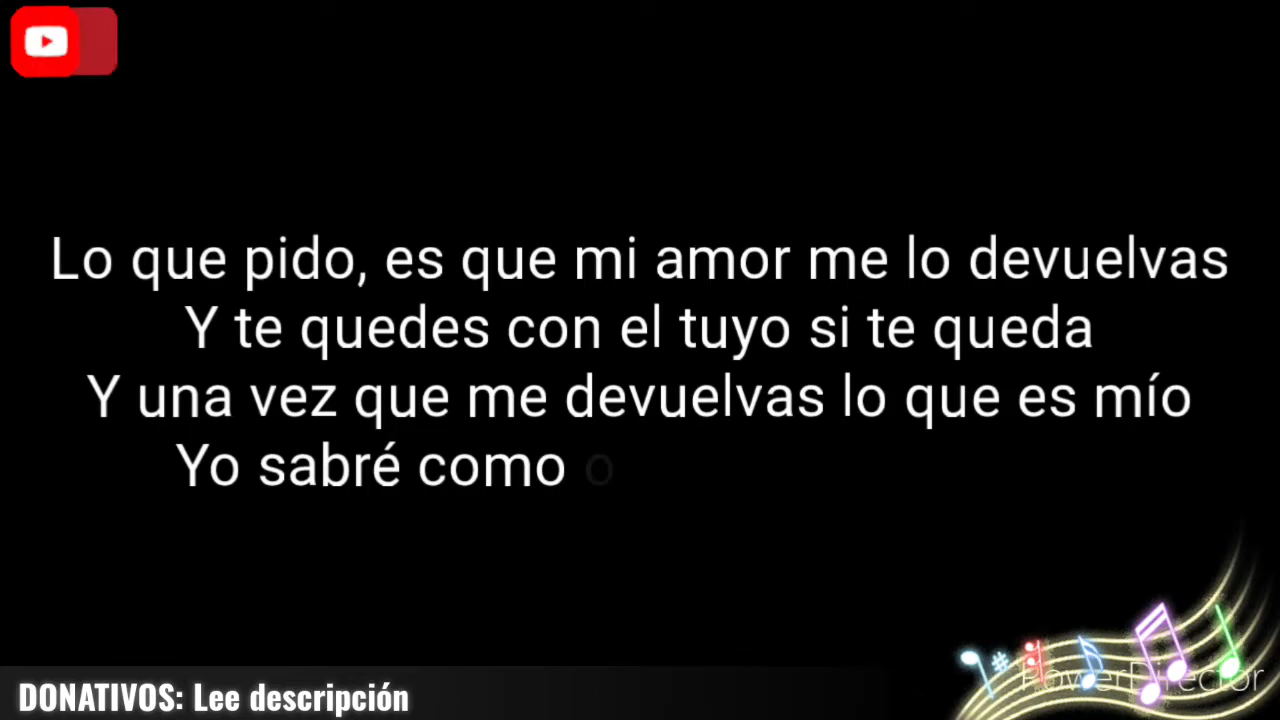 Lo que pido, es que mi amor me lo devuelvas
Y te quedes con el tuyo si te queda
Y una vez que me devuelvas lo que es mío
Yo sabré como o
DONATIVOS: Lee descripción
PowerDirector